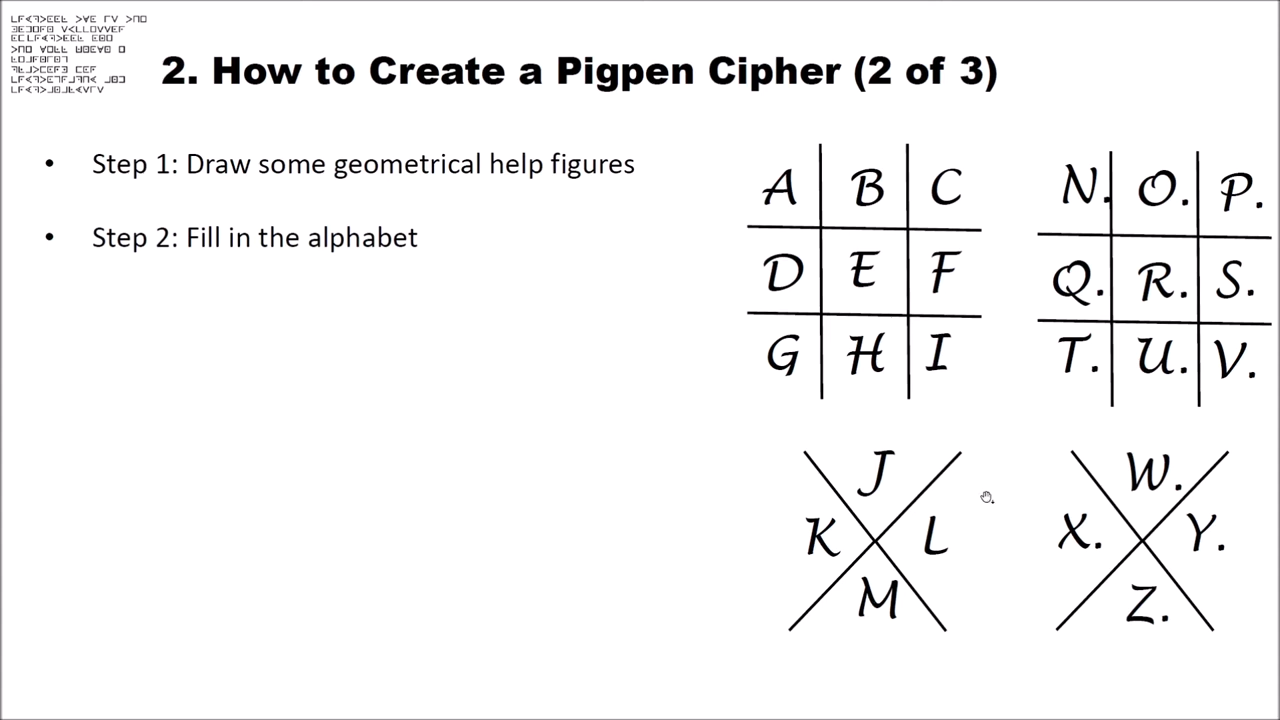 2. How to Create a Pigpen Cipher (2 of 3)
• Step 1: Draw some geometrical help figures
• Step 2: Fill in the alphabet
A B C
D E F
G H I
N. O. P.
Q. R. S.
T. U. V.
J
K L
M
W.
X. Y.
Z.